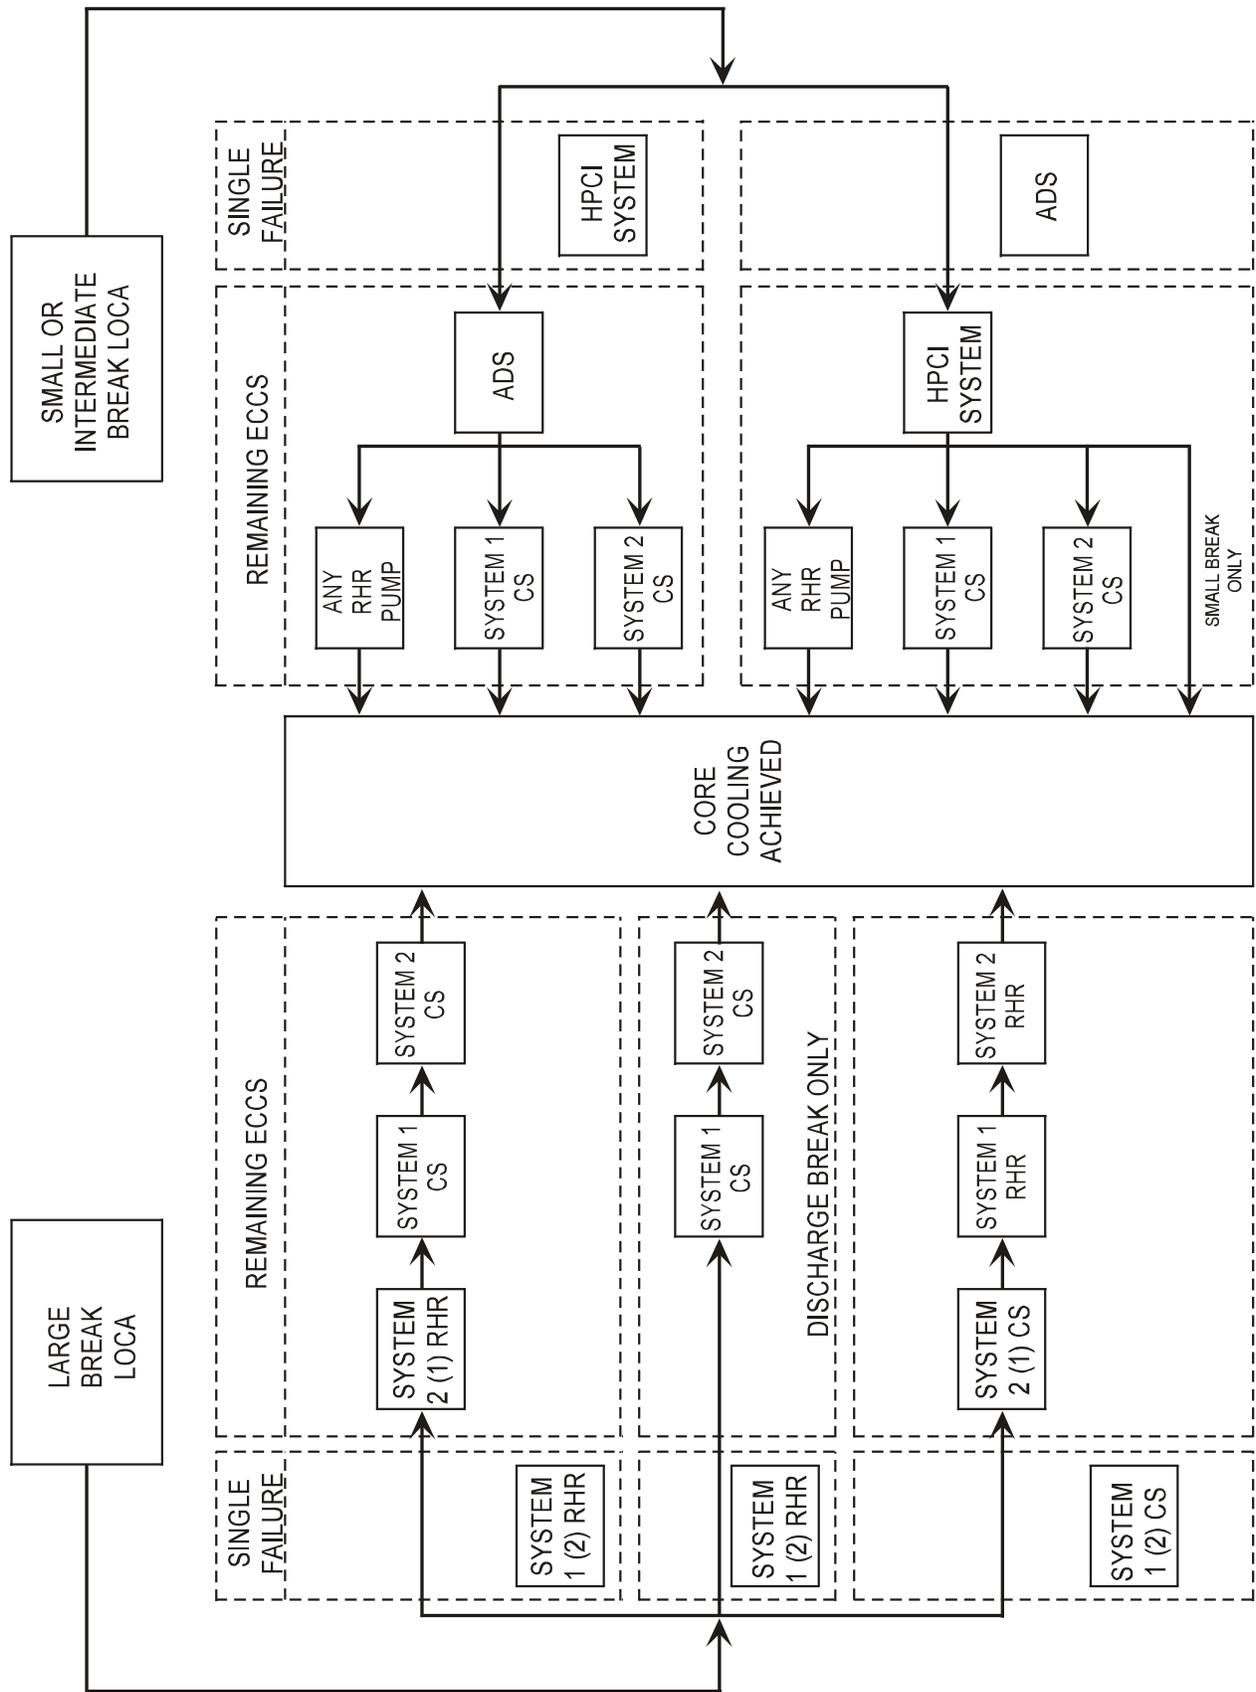 LARGE
BREAK
LOCA
SMALL OR
INTERMEDIATE
BREAK LOCA
SINGLE
FAILURE
REMAINING ECCS
REMAINING ECCS
SINGLE
FAILURE
SYSTEM
1 (2) RHR
SYSTEM
2 (1) RHR
SYSTEM 1
CS
SYSTEM 2
CS
SYSTEM
1 (2) RHR
SYSTEM 1
CS
SYSTEM 2
CS
DISCHARGE BREAK ONLY
SYSTEM
1 (2) CS
SYSTEM
2 (1) CS
SYSTEM 1
RHR
SYSTEM 2
RHR
CORE
COOLING
ACHIEVED
ANY
RHR
PUMP
SYSTEM 1
CS
SYSTEM 2
CS
ADS
HPCI
SYSTEM
ANY
RHR
PUMP
SYSTEM 1
CS
SYSTEM 2
CS
SMALL BREAK
ONLY
HPCI
SYSTEM
ADS